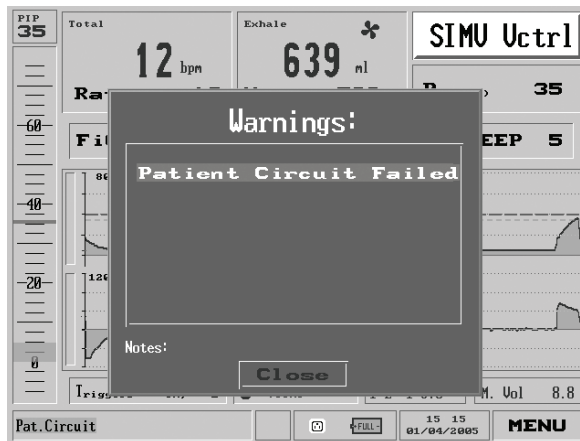 PIP
35
Total
12 bpm
Exhale
639 ml
SIMV Vctrl
35
60
EEP 5
Warnings:
Patient Circuit Failed
40
20
120
0
Notes:
Close
M. Vol 8.8
Pat.Circuit
FULL
15 15
01/04/2005
MENU